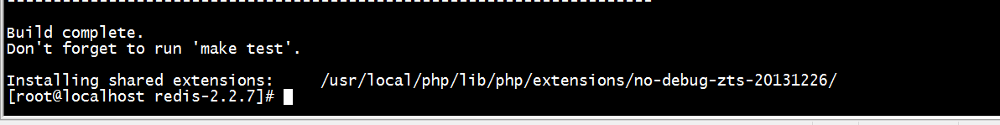 ----------------------------------------------------------------------
Build complete.
Don't forget to run 'make test'.
Installing shared extensions:     /usr/local/php/lib/php/extensions/no-debug-zts-20131226/
[root@localhost redis-2.2.7]#